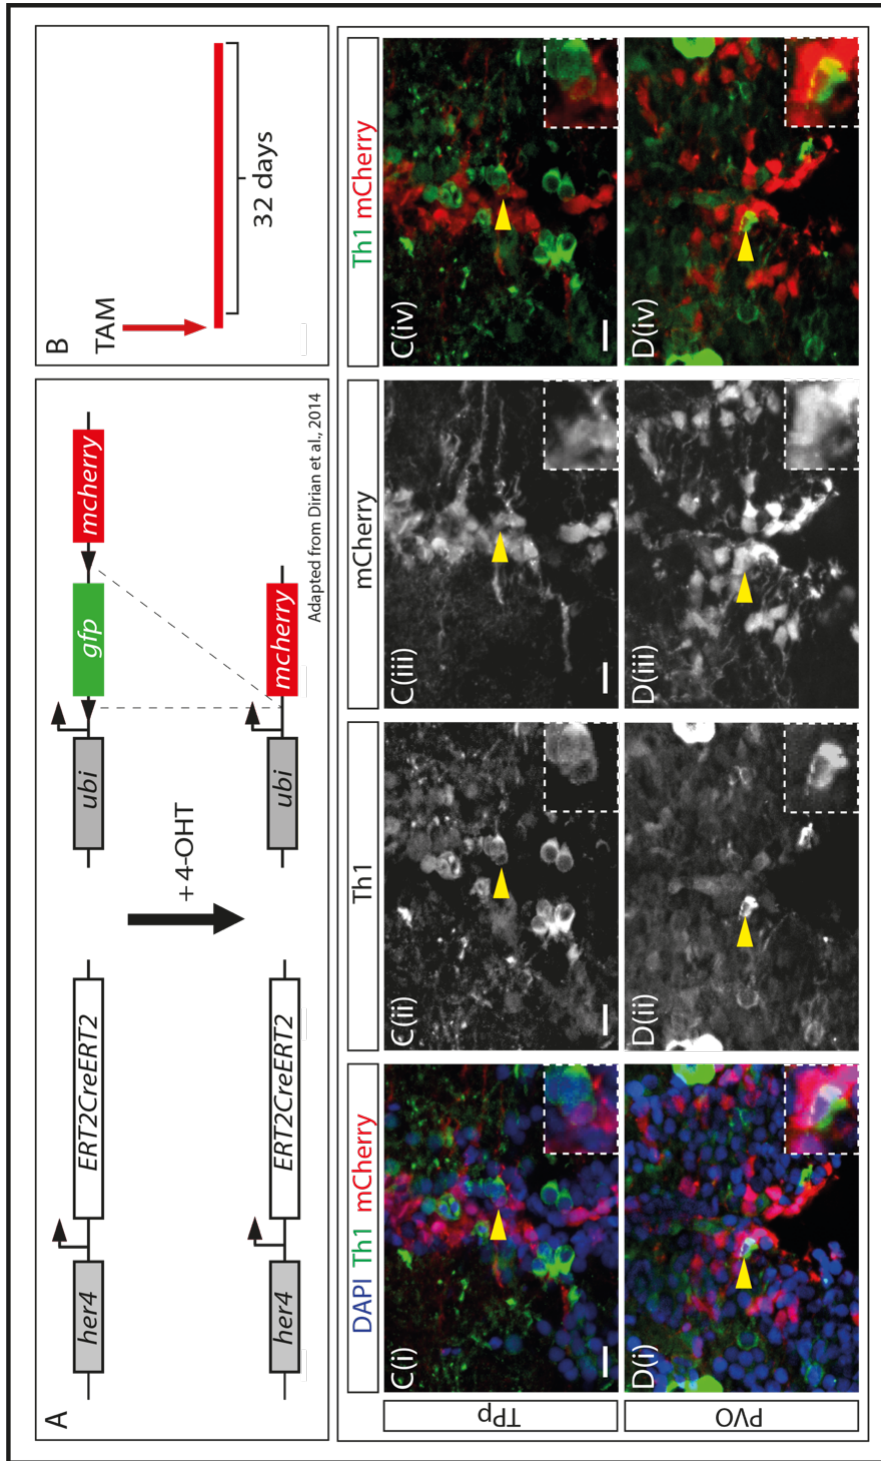 A
her4
ERT2CreERT2
ubi
gfp
mcherry
+ 4-OHT
her4
ERT2CreERT2
ubi
mcherry
Adapted from Dirian et al., 2014
B
TAM
32 days
DAPI Th1 mCherry
Th1
mCherry
Th1 mCherry
TPp
C(i)
C(ii)
C(iii)
C(iv)
PVO
D(i)
D(ii)
D(iii)
D(iv)